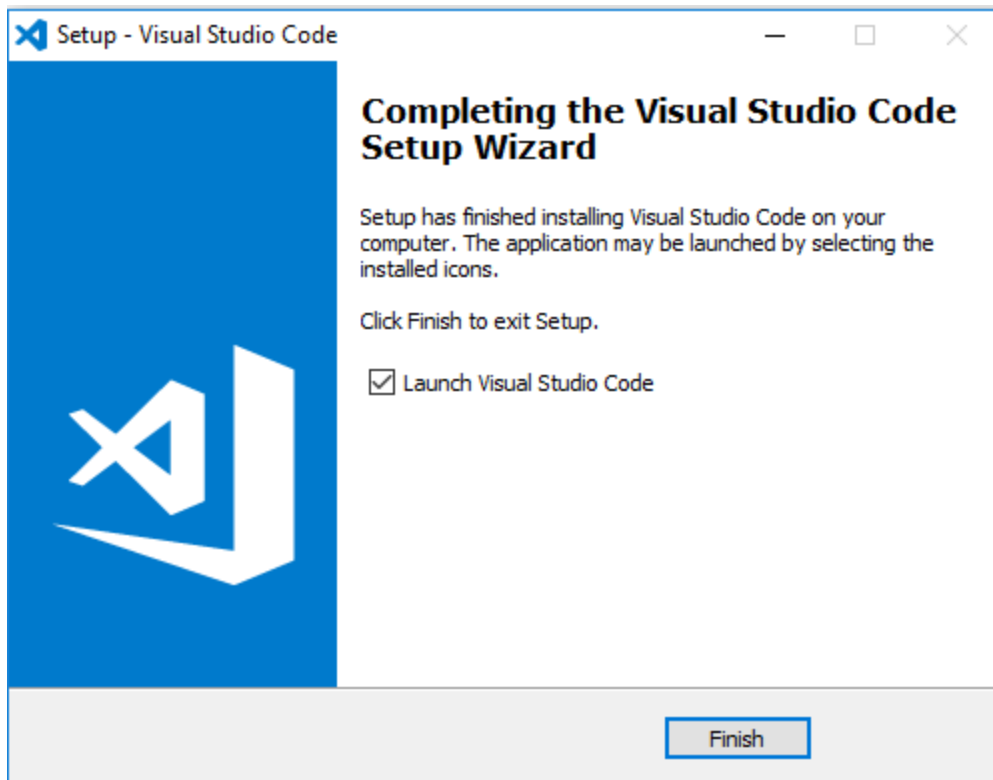 Setup - Visual Studio Code
Completing the Visual Studio Code
Setup Wizard
Setup has finished installing Visual Studio Code on your
computer. The application may be launched by selecting the
installed icons.
Click Finish to exit Setup.
Launch Visual Studio Code
Finish